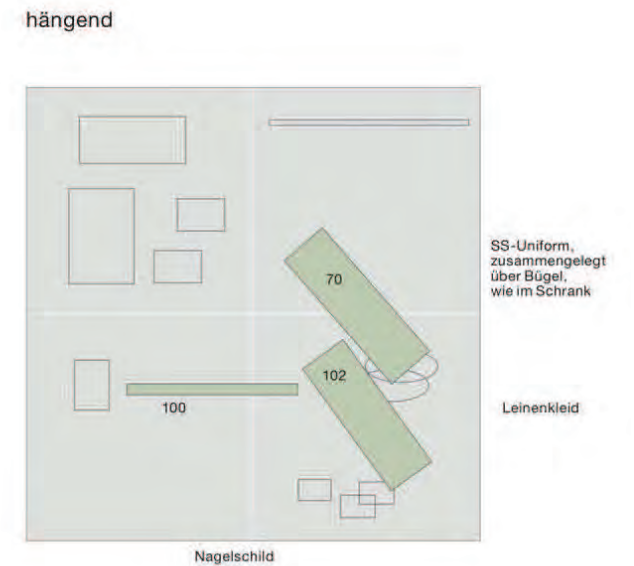 hängend
SS-Uniform,
zusammengelegt
über Bügel,
wie im Schrank
70
102
100
Leinenkleid
Nagelschild